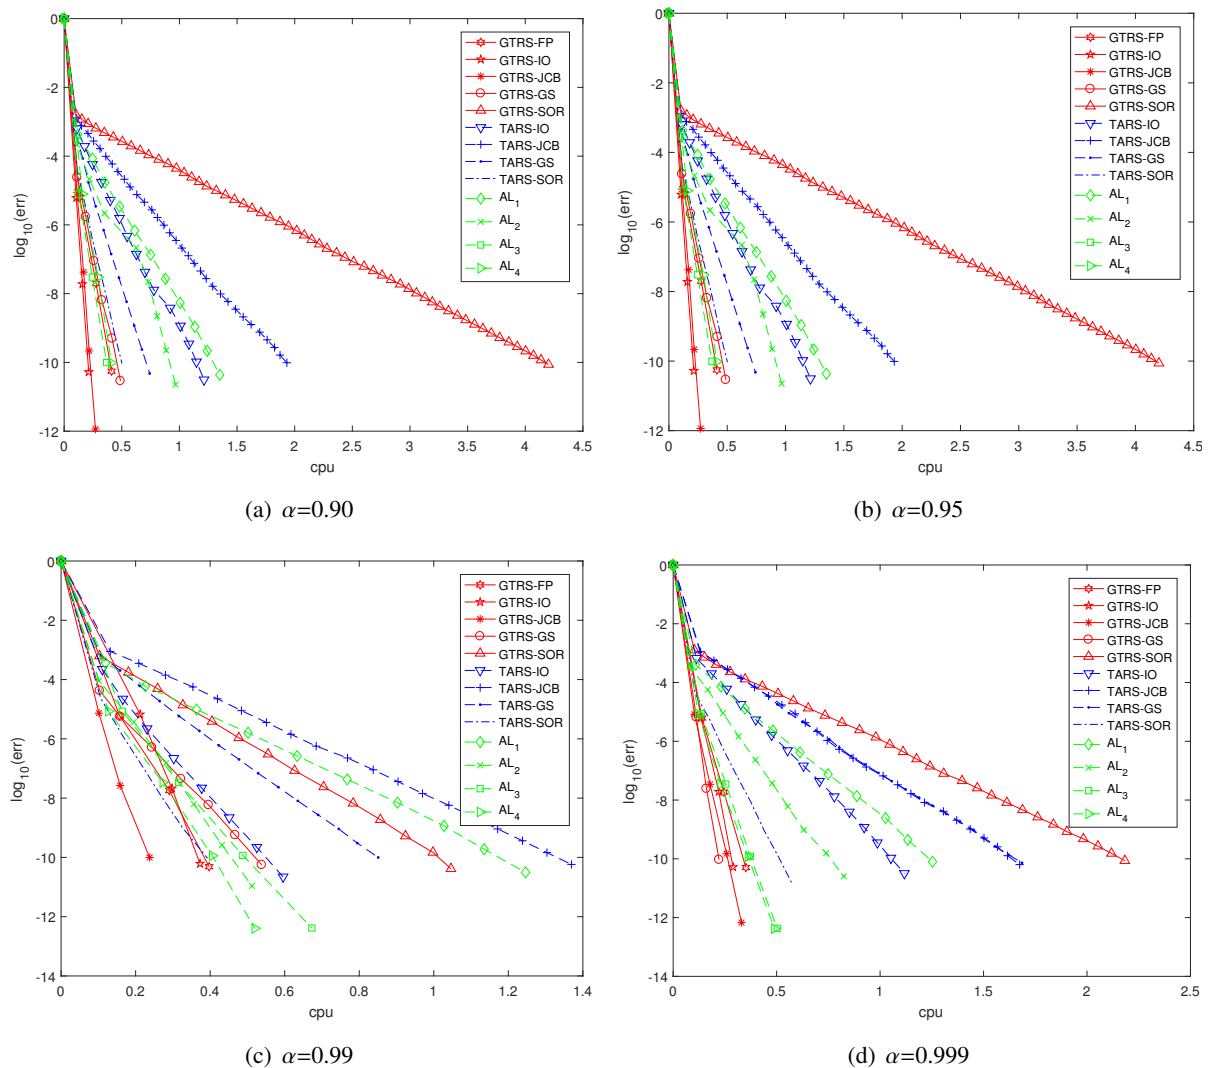 0
-2
-4
-6
-8
-10
-12
log10(err)
0
0.5
1
1.5
2
2.5
3
3.5
4
4.5
cpu
GTRS-FP
GTRS-IO
GTRS-JCB
GTRS-GS
GTRS-SOR
TARS-IO
TARS-JCB
TARS-GS
TARS-SOR
AL1
AL2
AL3
AL4
(a) α=0.90
0
-2
-4
-6
-8
-10
-12
log10(err)
0
0.5
1
1.5
2
2.5
3
3.5
4
4.5
cpu
GTRS-FP
GTRS-IO
GTRS-JCB
GTRS-GS
GTRS-SOR
TARS-IO
TARS-JCB
TARS-GS
TARS-SOR
AL1
AL2
AL3
AL4
(b) α=0.95
0
-2
-4
-6
-8
-10
-12
-14
log10(err)
0
0.2
0.4
0.6
0.8
1
1.2
1.4
cpu
GTRS-FP
GTRS-IO
GTRS-JCB
GTRS-GS
GTRS-SOR
TARS-IO
TARS-JCB
TARS-GS
TARS-SOR
AL1
AL2
AL3
AL4
(c) α=0.99
0
-2
-4
-6
-8
-10
-12
-14
log10(err)
0
0.5
1
1.5
2
2.5
cpu
GTRS-FP
GTRS-IO
GTRS-JCB
GTRS-GS
GTRS-SOR
TARS-IO
TARS-JCB
TARS-GS
TARS-SOR
AL1
AL2
AL3
AL4
(d) α=0.999